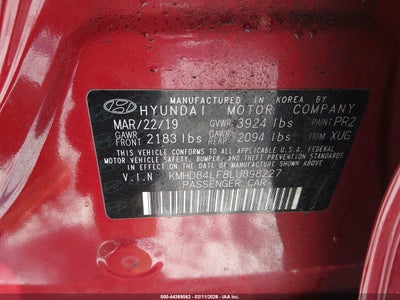 MANUFACTURED IN KOREA BY
HYUNDAI MOTOR COMPANY
MAR/22/19 GVWR 3924 lbs PAINT PR2
GAWR FRONT 2183 lbs GAWR REAR 2094 lbs TRIM XUG
THIS VEHICLE CONFORMS TO ALL APPLICABLE U.S.A. FEDERAL
MOTOR VEHICLE SAFETY, BUMPER, AND THEFT PREVENTION
STANDARDS IN EFFECT ON THE DATE OF MANUFACTURE SHOWN ABOVE.
V.I.N KMHD84LF8LU898227
PASSENGER CAR
000-44369582 - 02/11/2026 - IAA Inc.